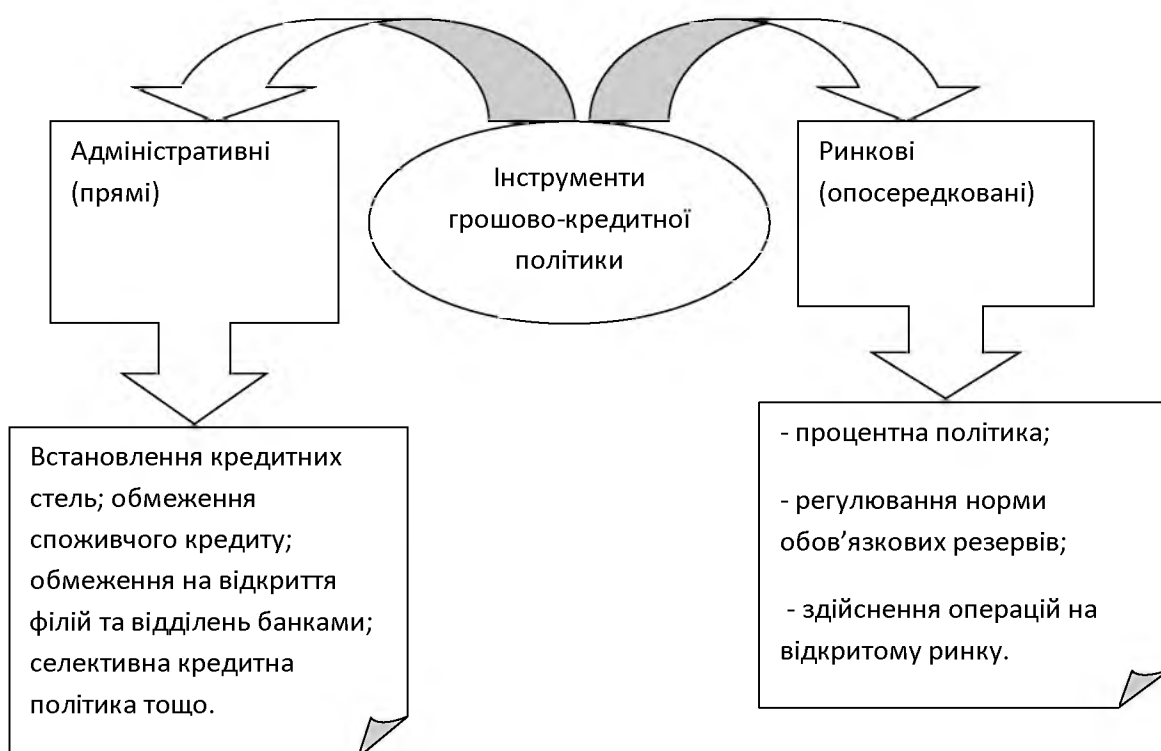 Інструменти
грошово-кредитної
політики
Адміністративні
(прямі)
Встановлення кредитних
стель; обмеження
споживчого кредиту;
обмеження на відкриття
філій та відділень банками;
селективна кредитна
політика тощо.
Ринкові
(опосередковані)
- процентна політика;
- регулювання норми
обов’язкових резервів;
- здійснення операцій на
відкритому ринку.